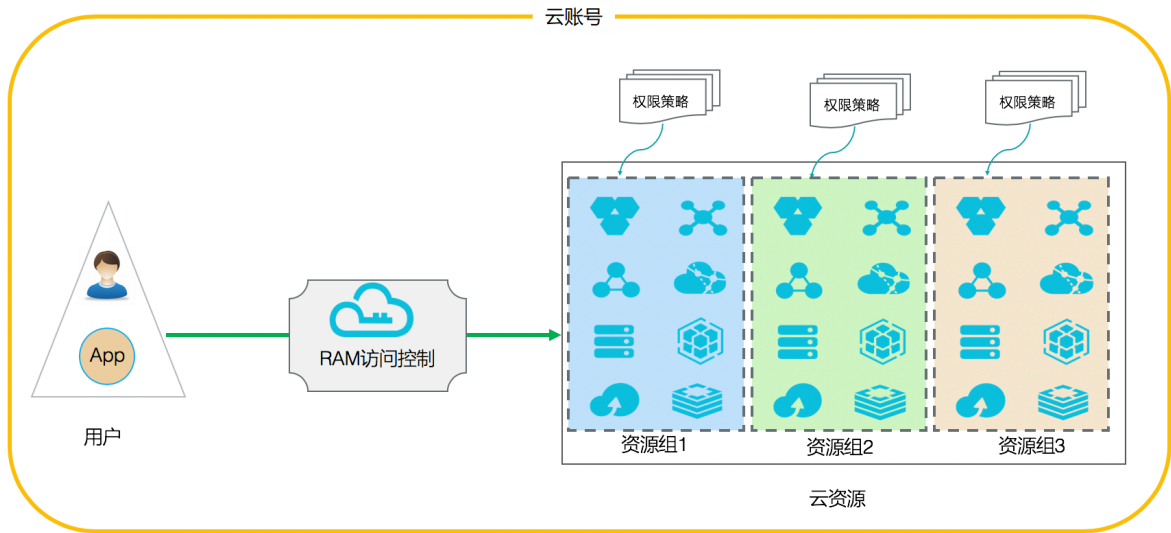 云账号
权限策略
权限策略
权限策略
App
RAM访问控制
用户
资源组1
资源组2
资源组3
云资源